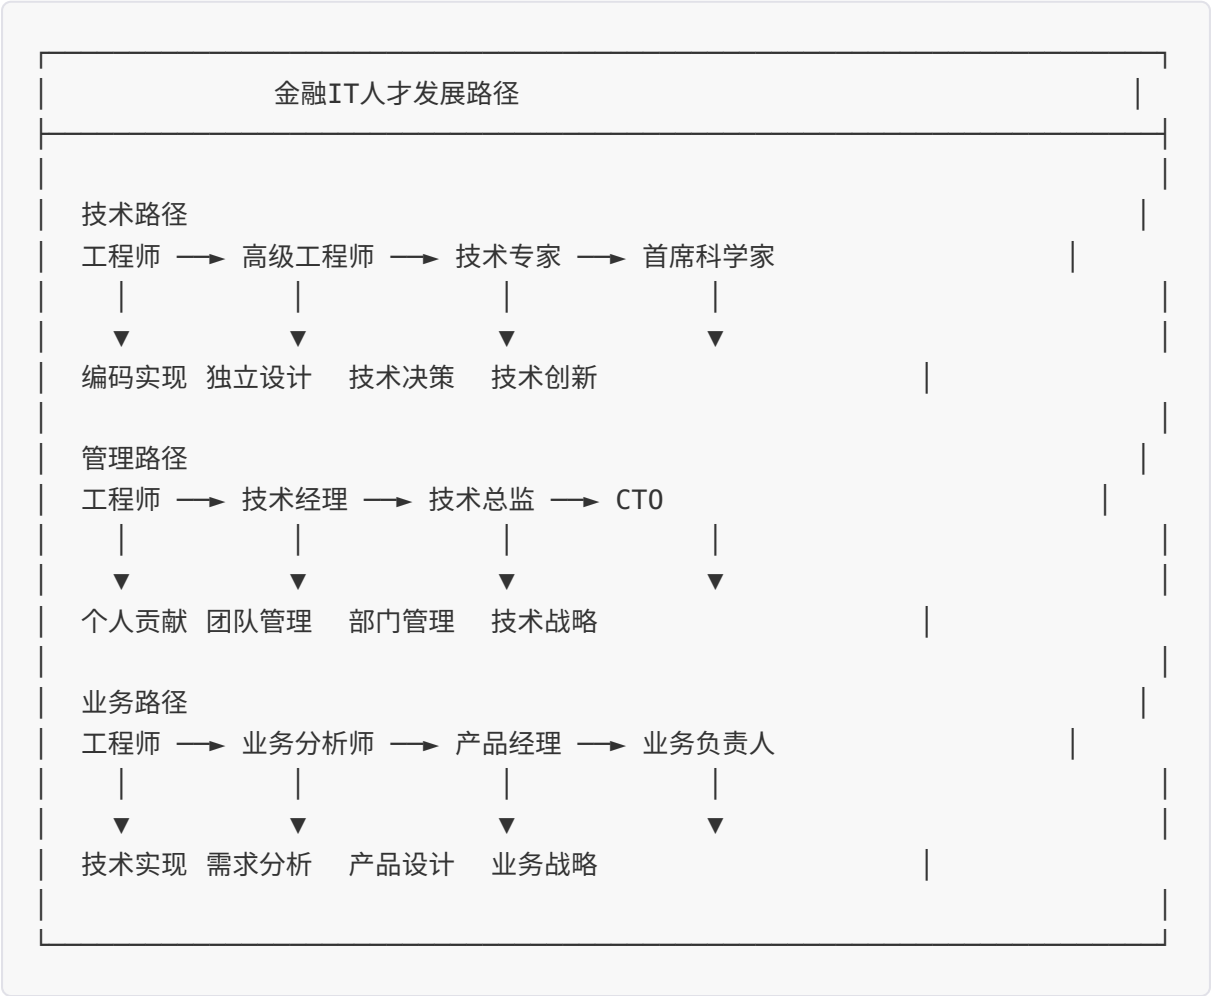 金融IT人才发展路径
技术路径
工程师 ──► 高级工程师 ──► 技术专家 ──► 首席科学家
编码实现 独立设计 技术决策 技术创新
管理路径
工程师 ──► 技术经理 ──► 技术总监 ──► CTO
个人贡献 团队管理 部门管理 技术战略
业务路径
工程师 ──► 业务分析师 ──► 产品经理 ──► 业务负责人
技术实现 需求分析 产品设计 业务战略